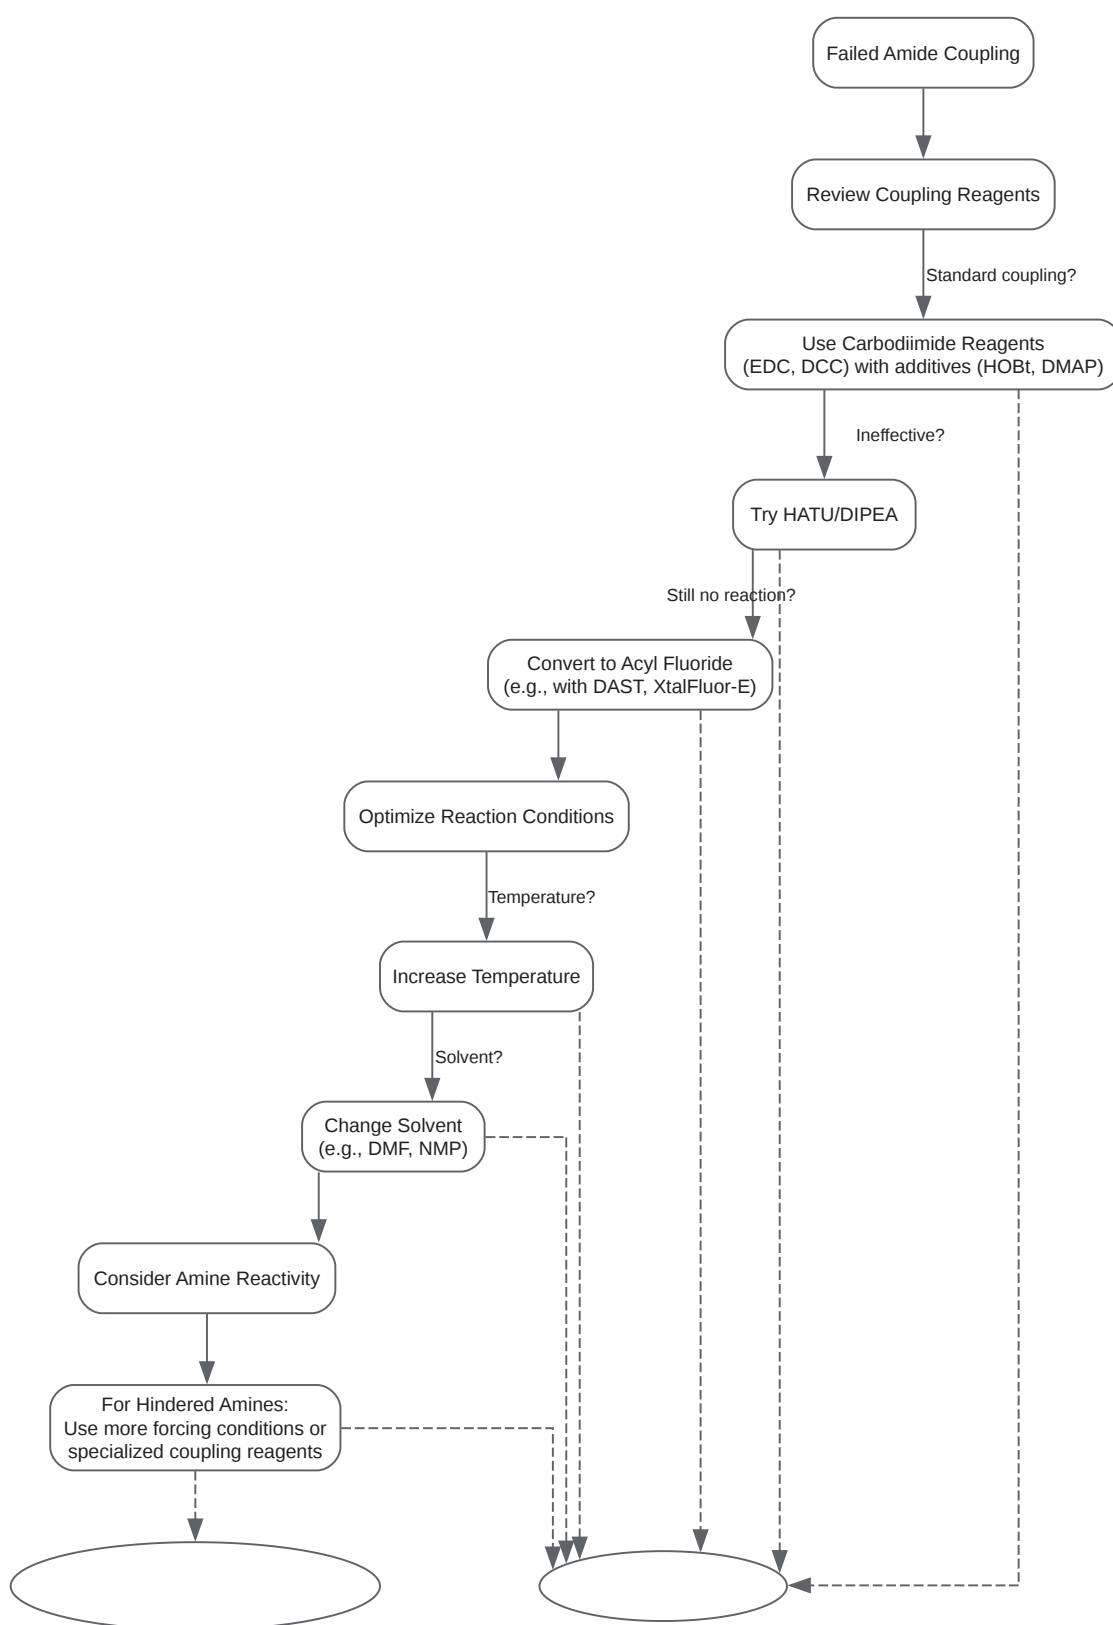 Failed Amide Coupling
Review Coupling Reagents
Standard coupling?
Use Carbodiimide Reagents
(EDC, DCC) with additives (HOBt, DMAP)
Ineffective?
Try HATU/DIPEA
Still no reaction?
Convert to Acyl Fluoride
(e.g., with DAST, XtalFluor-E)
Optimize Reaction Conditions
Temperature?
Increase Temperature
Solvent?
Change Solvent
(e.g., DMF, NMP)
Consider Amine Reactivity
For Hindered Amines:
Use more forcing conditions or
specialized coupling reagents